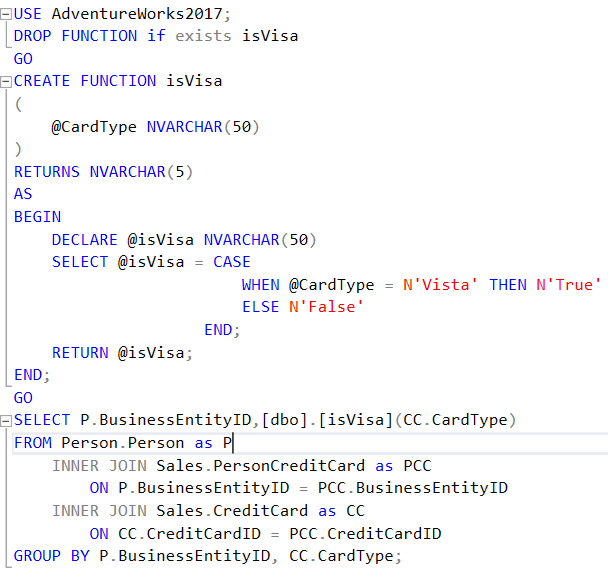 USE AdventureWorks2017;
DROP FUNCTION if exists isVisa
GO
CREATE FUNCTION isVisa
(
    @CardType NVARCHAR(50)
)
RETURNS NVARCHAR(5)
AS
BEGIN
    DECLARE @isVisa NVARCHAR(50)
    SELECT @isVisa = CASE
                        WHEN @CardType = N'Vista' THEN N'True'
                        ELSE N'False'
                    END;
    RETURN @isVisa;
END;
GO
SELECT P.BusinessEntityID,[dbo].[isVisa](CC.CardType)
FROM Person.Person as P
    INNER JOIN Sales.PersonCreditCard as PCC
        ON P.BusinessEntityID = PCC.BusinessEntityID
    INNER JOIN Sales.CreditCard as CC
        ON CC.CreditCardID = PCC.CreditCardID
GROUP BY P.BusinessEntityID, CC.CardType;